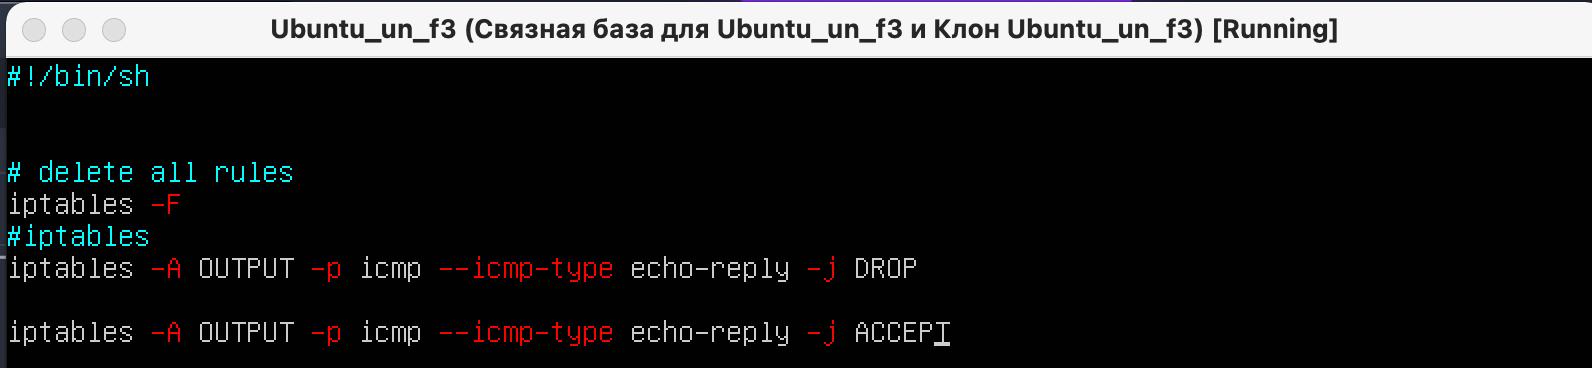 Ubuntu_un_f3 (Связная база для Ubuntu_un_f3 и Клон Ubuntu_un_f3) [Running]
#!/bin/sh
# delete all rules
iptables -F
#iptables
iptables -A OUTPUT -p icmp --icmp-type echo-reply -j DROP
iptables -A OUTPUT -p icmp --icmp-type echo-reply -j ACCEPT